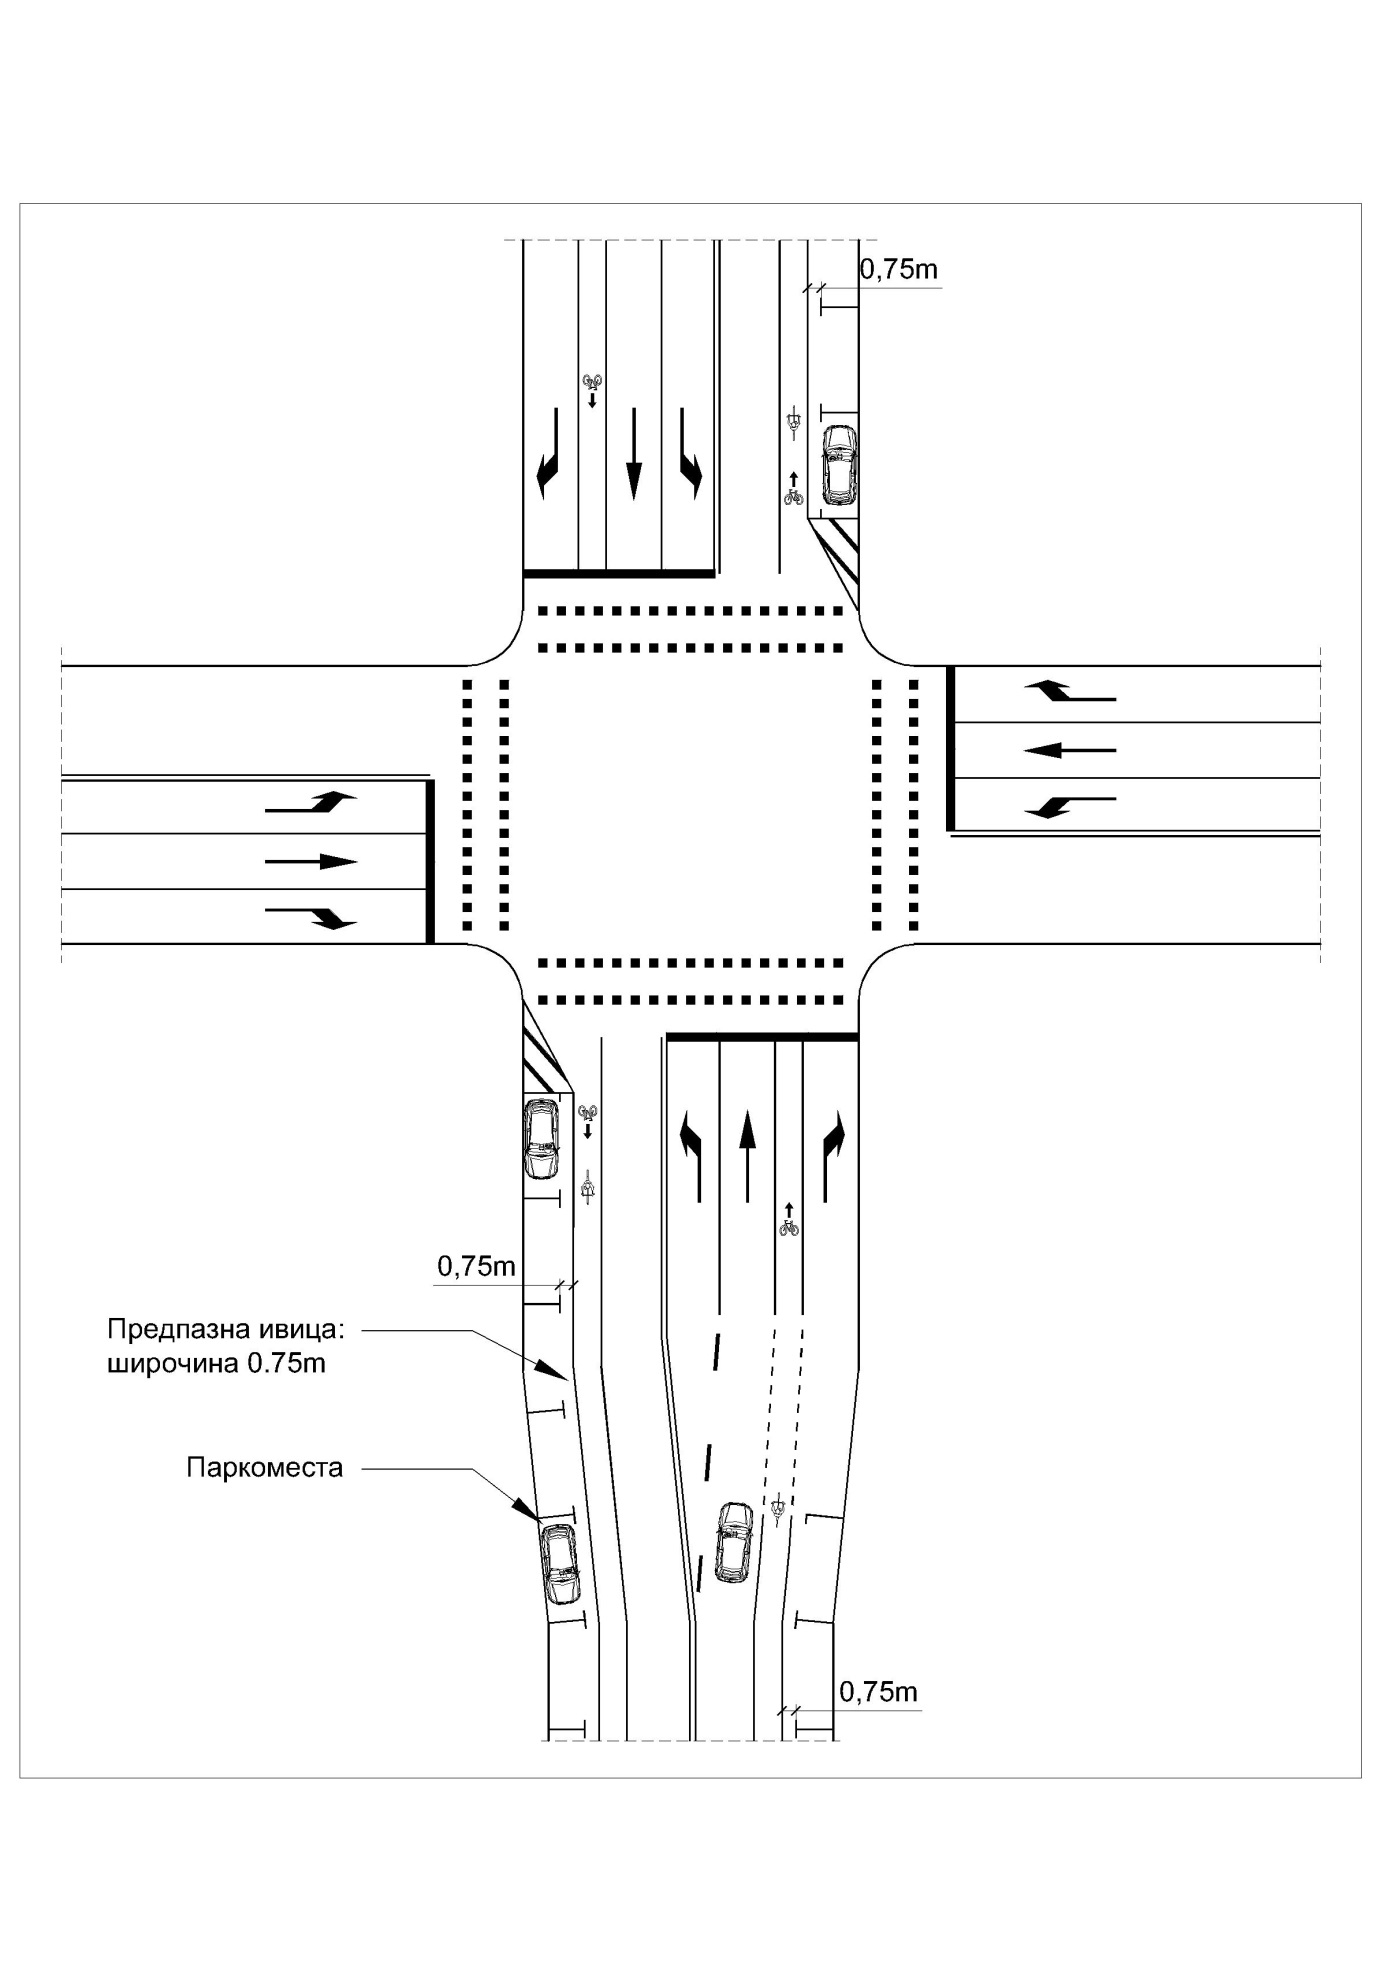 0,75m
0,75m
Предпазна ивица:
широчина 0.75m
Паркоместа
0,75m